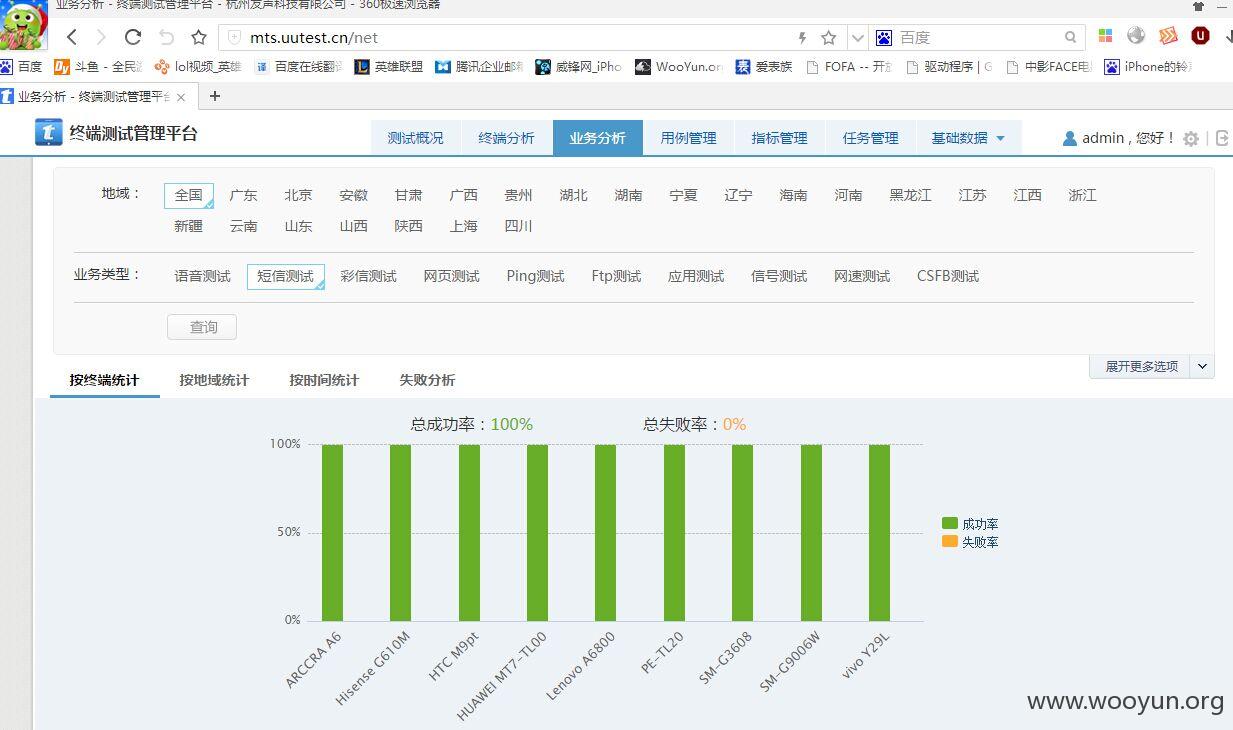 业务分析 - 终端测试管理平台 - 杭州友声科技有限公司 - 360极速浏览器
mts.uutest.cn/net
百度
百度 斗鱼 - 全民 lol视频_英雄 百度在线翻 英雄联盟 腾讯企业邮 威锋网_iPho WooYun.or 爱表族 FOFA -- 开 驱动程序 | 中影FACE电 iPhone的铃
业务分析 - 终端测试管理平台
终端测试管理平台 测试概况 终端分析 业务分析 用例管理 指标管理 任务管理 基础数据 admin , 您好！
地域： 全国 广东 北京 安徽 甘肃 广西 贵州 湖北 湖南 宁夏 辽宁 海南 河南 黑龙江 江苏 江西 浙江
新疆 云南 山东 山西 陕西 上海 四川
业务类型： 语音测试 短信测试 彩信测试 网页测试 Ping测试 Ftp测试 应用测试 信号测试 网速测试 CSFB测试
查询
展开更多选项
按终端统计 按地域统计 按时间统计 失败分析
总成功率：100% 总失败率：0%
100%
50%
0%
成功率
失败率
ARCCRA A6 Hisense G610M HTC M9pt HUAWEI MT7-TL00 Lenovo A6800 PE-TL20 SM-G3608 SM-G9006W vivo Y29L
www.wooyun.org